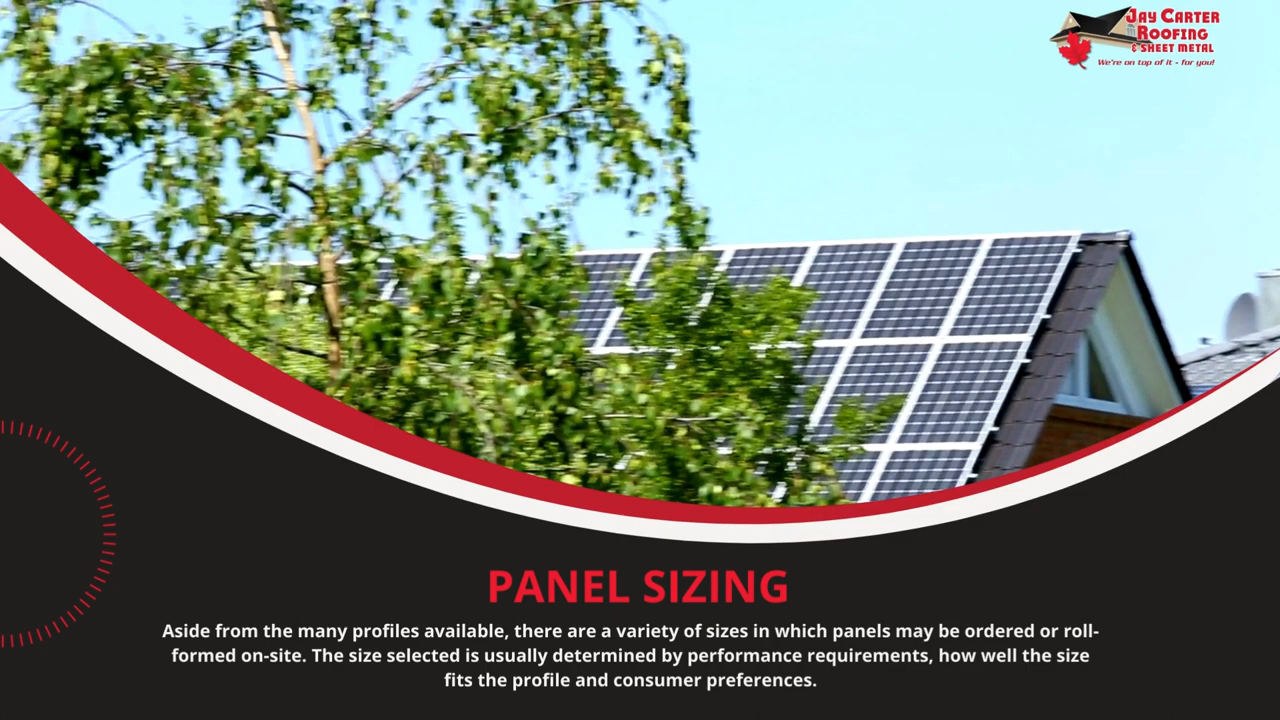 JAY CARTER
ROOFING
& SHEET METAL
We're on top of it - for you!
PANEL SIZING
Aside from the many profiles available, there are a variety of sizes in which panels may be ordered or roll-
formed on-site. The size selected is usually determined by performance requirements, how well the size
fits the profile and consumer preferences.